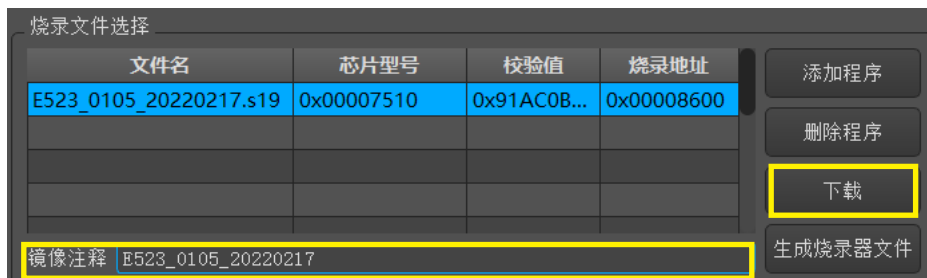 烧录文件选择
文件名 芯片型号 校验值 烧录地址
E523_0105_20220217.s19 0x00007510 0x91AC0B... 0x00008600
添加程序
删除程序
下载
生成烧录器文件
镜像注释 E523_0105_20220217